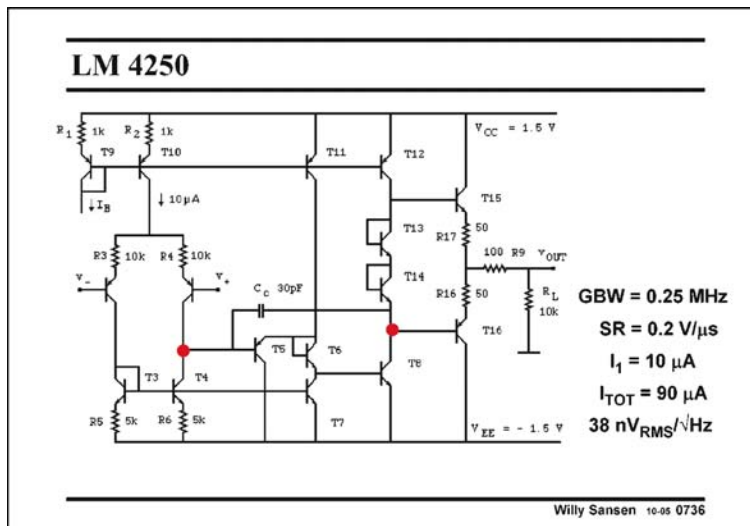 LM 4250
R1
1k
R2
1k
T9
T10
T11
T12
VCC = 1.5 V
↓ IB
↓ 10µA
T13
T15
50
R17
R3
10k
R4
10k
100 R9
vOUT
v-
v+
T14
R16
50
RL
10k
CC 30pF
T5
T6
T8
T16
T3
T4
T7
R5
5k
R6
5k
VEE = - 1.5 V
GBW = 0.25 MHz
SR = 0.2 V/µs
I1 = 10 µA
ITOT = 90 µA
38 nVRMS/√Hz
Willy Sansen 10-05 0736